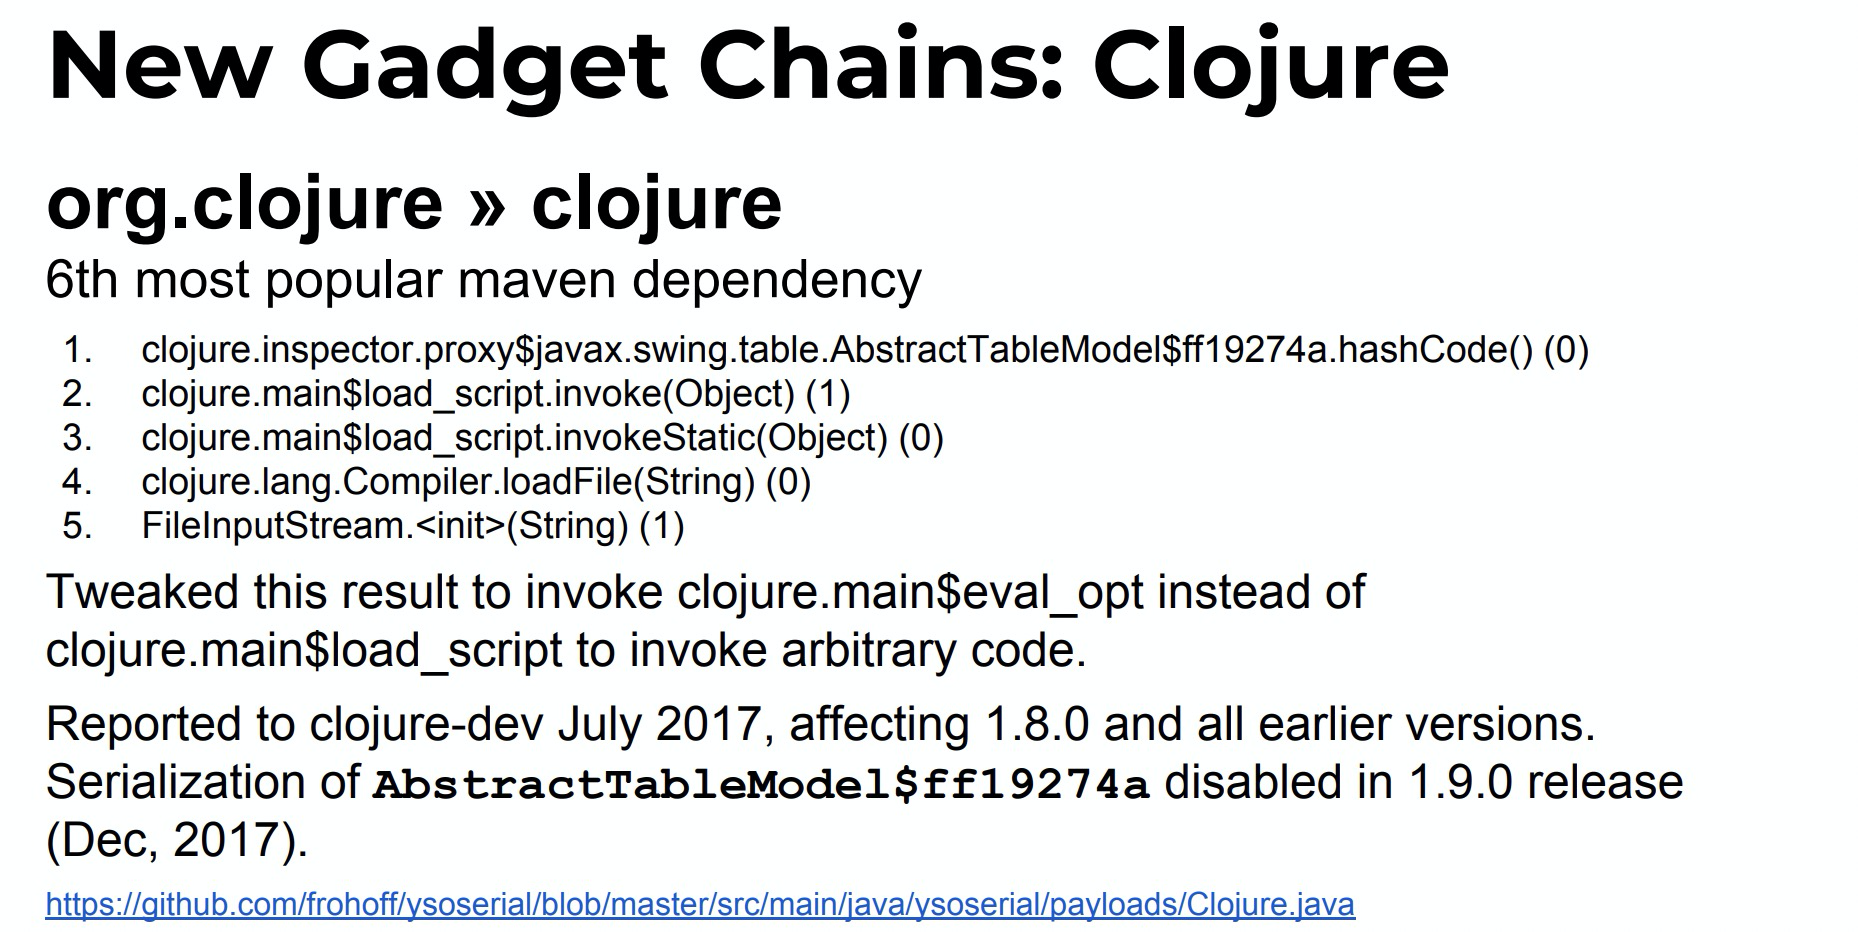 New Gadget Chains: Clojure
org.clojure » clojure
6th most popular maven dependency
1. clojure.inspector.proxy$javax.swing.table.AbstractTableModel$ff19274a.hashCode() (0)
2. clojure.main$load_script.invoke(Object) (1)
3. clojure.main$load_script.invokeStatic(Object) (0)
4. clojure.lang.Compiler.loadFile(String) (0)
5. FileInputStream.<init>(String) (1)
Tweaked this result to invoke clojure.main$eval_opt instead of
clojure.main$load_script to invoke arbitrary code.
Reported to clojure-dev July 2017, affecting 1.8.0 and all earlier versions.
Serialization of AbstractTableModel$ff19274a disabled in 1.9.0 release
(Dec, 2017).
https://github.com/frohoff/ysoserial/blob/master/src/main/java/ysoserial/payloads/Clojure.java